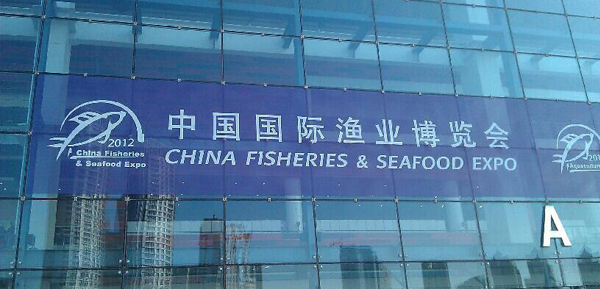 2012
China Fisheries
& Seafood Expo
中国国际渔业博览会
CHINA FISHERIES & SEAFOOD EXPO
A